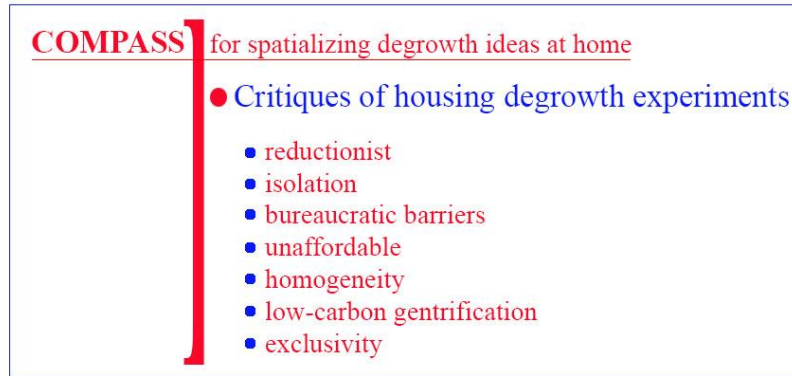 COMPASS ] for spatializing degrowth ideas at home
Critiques of housing degrowth experiments
reductionist
isolation
bureaucratic barriers
unaffordable
homogeneity
low-carbon gentrification
exclusivity